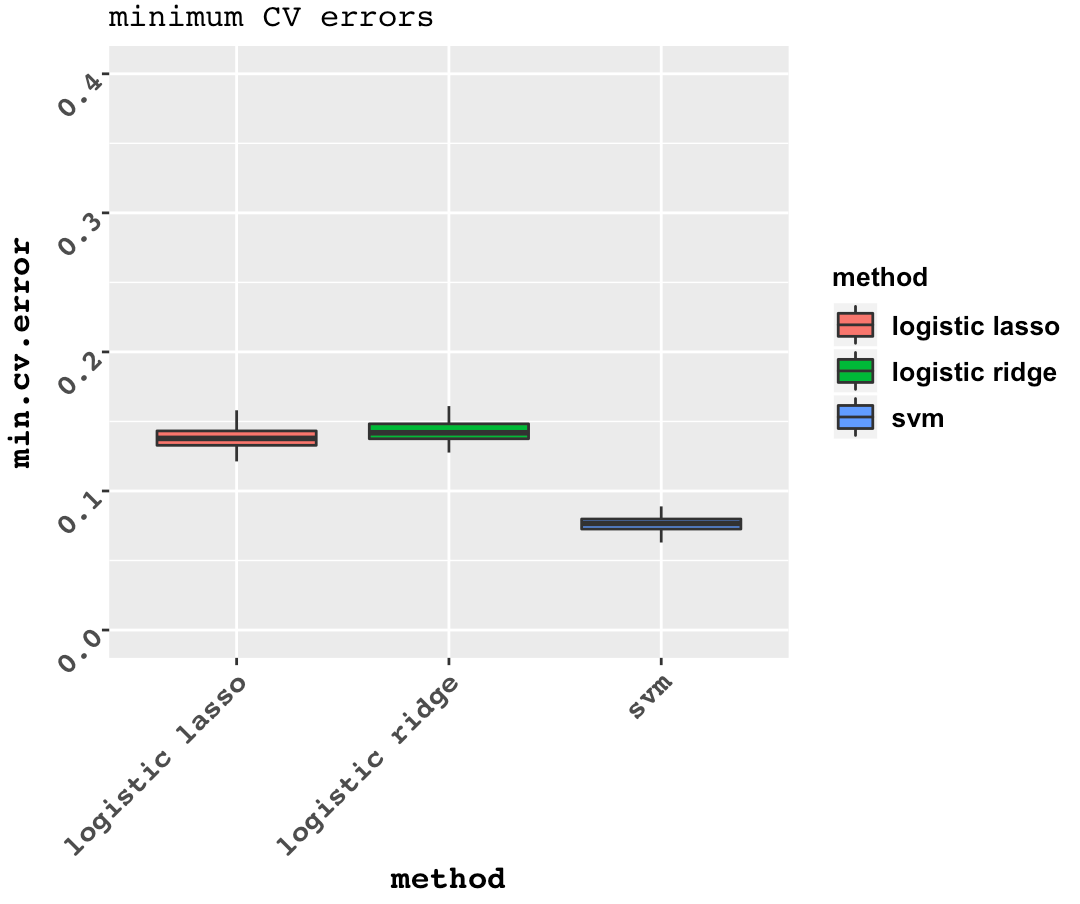 minimum CV errors
min.cv.error
0.4
0.3
0.2
0.1
0.0
logistic lasso
logistic ridge
svm
method
method
logistic lasso
logistic ridge
svm